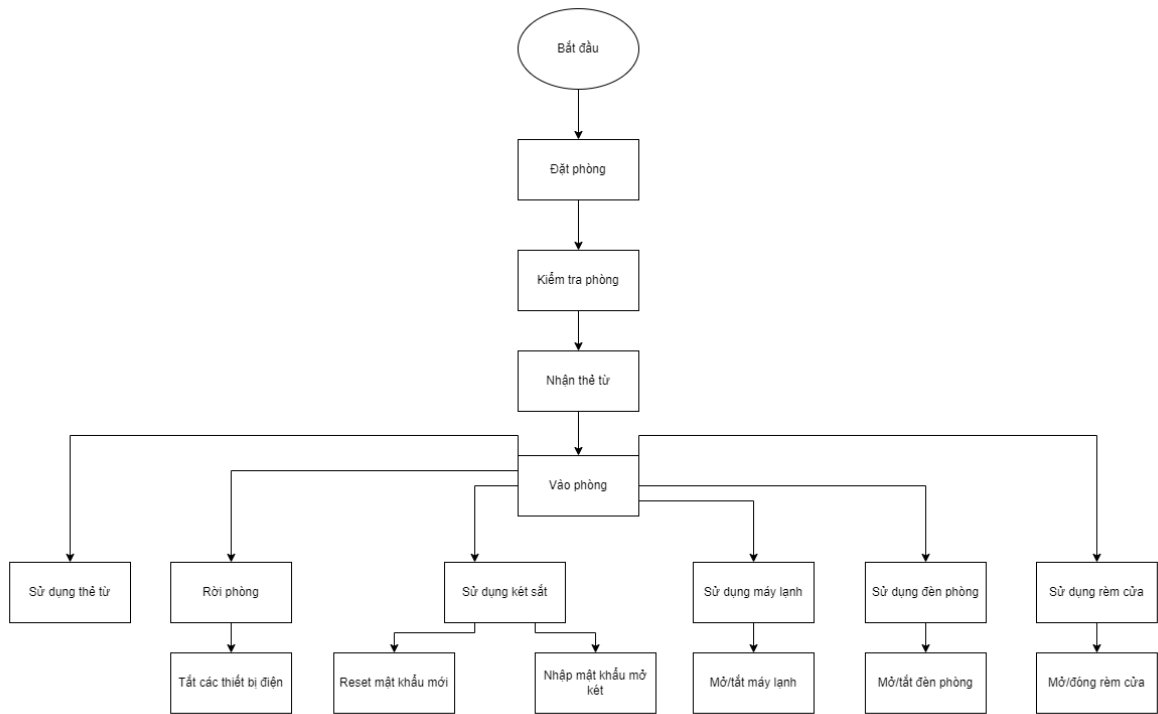 Bắt đầu
Đặt phòng
Kiểm tra phòng
Nhận thẻ từ
Vào phòng
Sử dụng thẻ từ
Rời phòng
Sử dụng két sắt
Sử dụng máy lạnh
Sử dụng đèn phòng
Sử dụng rèm cửa
Tắt các thiết bị điện
Reset mật khẩu mới
Nhập mật khẩu mở
két
Mở/tắt máy lạnh
Mở/tắt đèn phòng
Mở/đóng rèm cửa